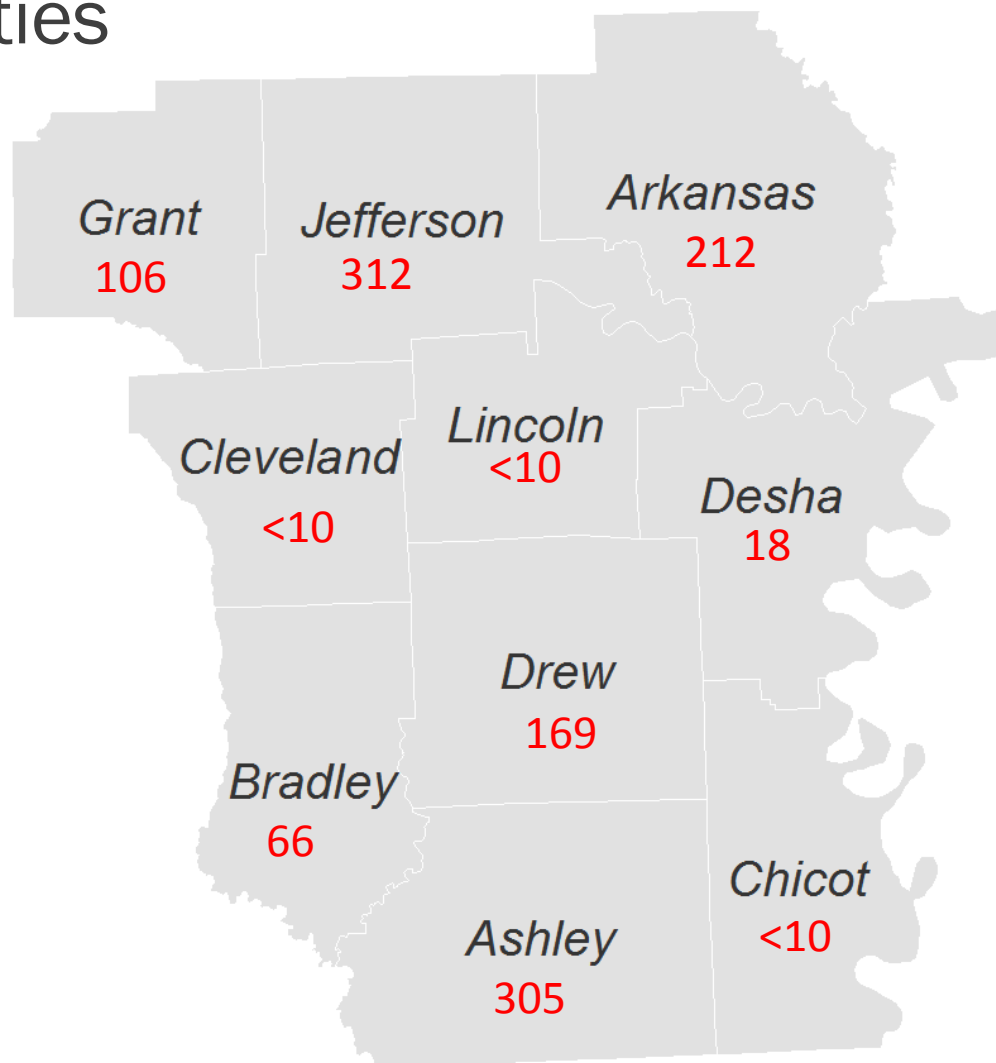 ties
Grant
106
Jefferson
312
Arkansas
212
Cleveland
<10
Lincoln
<10
Desha
18
Drew
169
Bradley
66
Ashley
305
Chicot
<10